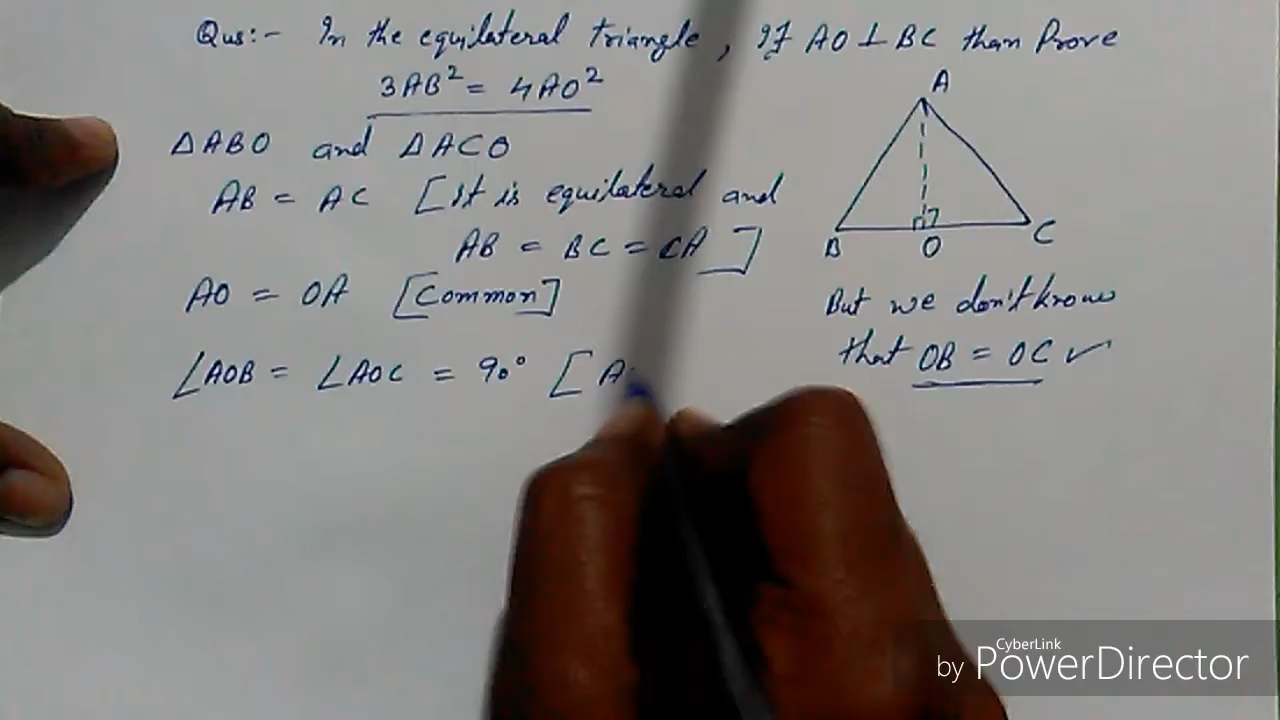 Qus:- In the equilateral triangle, If AO ⊥ BC than Prove
3AB² = 4AO²
A
B
O
C
ΔABO and ΔACO
AB = AC [It is equilateral and
AB = BC = CA]
AO = OA [Common]
∠AOB = ∠AOC = 90° [A
But we don't know
that OB = OC ✓
CyberLink
by PowerDirector